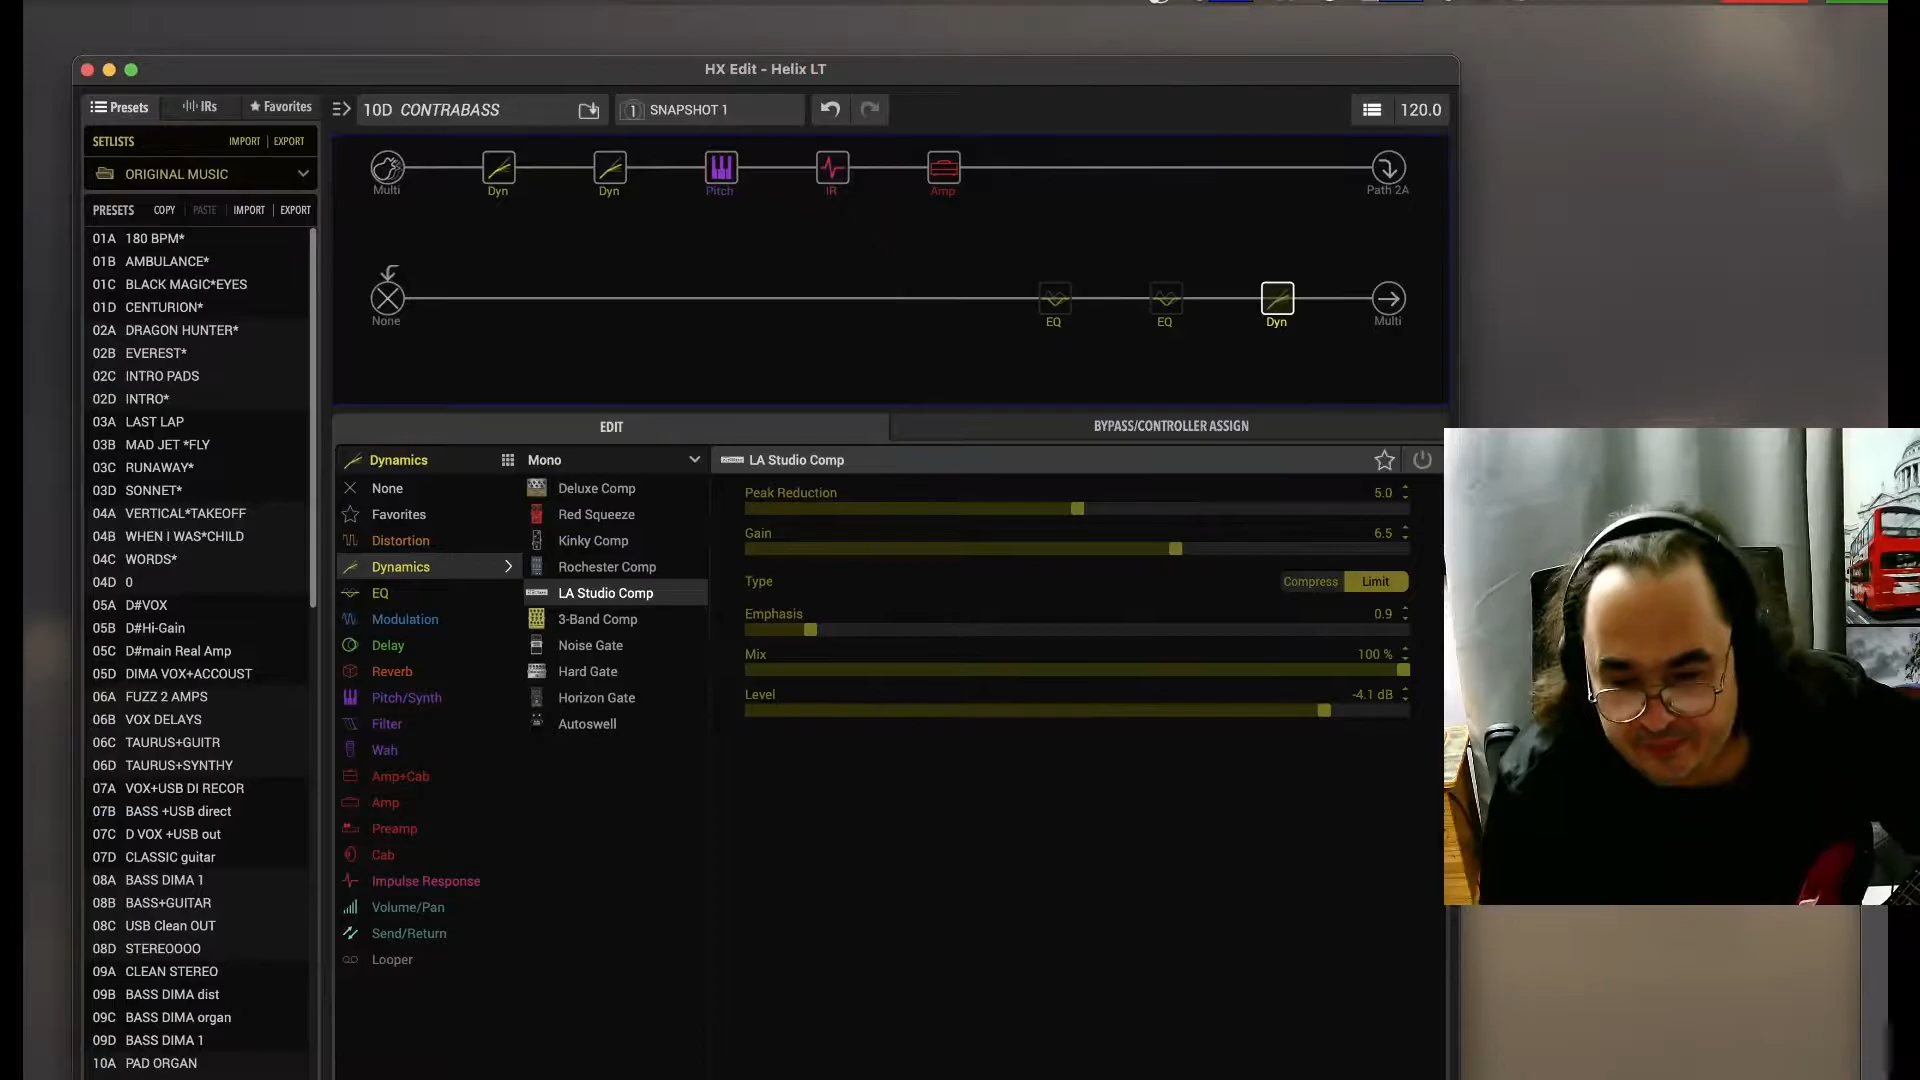 HX Edit - Helix LT
Presets
IRs
Favorites
10D CONTRABASS
1 SNAPSHOT 1
120.0
SETLISTS
IMPORT | EXPORT
ORIGINAL MUSIC
PRESETS
COPY | PASTE | IMPORT | EXPORT
01A 180 BPM*
01B AMBULANCE*
01C BLACK MAGIC*EYES
01D CENTURION*
02A DRAGON HUNTER*
02B EVEREST*
02C INTRO PADS
02D INTRO*
03A LAST LAP
03B MAD JET *FLY
03C RUNAWAY*
03D SONNET*
04A VERTICAL*TAKEOFF
04B WHEN I WAS*CHILD
04C WORDS*
04D 0
05A D#VOX
05B D#Hi-Gain
05C D#main Real Amp
05D DIMA VOX+ACCOUST
06A FUZZ 2 AMPS
06B VOX DELAYS
06C TAURUS+GUITR
06D TAURUS+SYNTHY
07A VOX+USB DI RECOR
07B BASS +USB direct
07C D VOX +USB out
07D CLASSIC guitar
08A BASS DIMA 1
08B BASS+GUITAR
08C USB Clean OUT
08D STEREOOOO
09A CLEAN STEREO
09B BASS DIMA dist
09C BASS DIMA organ
09D BASS DIMA 1
10A PAD ORGAN
Multi
Dyn
Dyn
Pitch
IR
Amp
Path 2A
None
EQ
EQ
Dyn
Multi
EDIT
BYPASS/CONTROLLER ASSIGN
Dynamics
Mono
LA Studio Comp
None
Favorites
Distortion
Dynamics
EQ
Modulation
Delay
Reverb
Pitch/Synth
Filter
Wah
Amp+Cab
Amp
Preamp
Cab
Impulse Response
Volume/Pan
Send/Return
Looper
Deluxe Comp
Red Squeeze
Kinky Comp
Rochester Comp
LA Studio Comp
3-Band Comp
Noise Gate
Hard Gate
Horizon Gate
Autoswell
Peak Reduction 5.0
Gain 6.5
Type Compress Limit
Emphasis 0.9
Mix 100 %
Level -4.1 dB